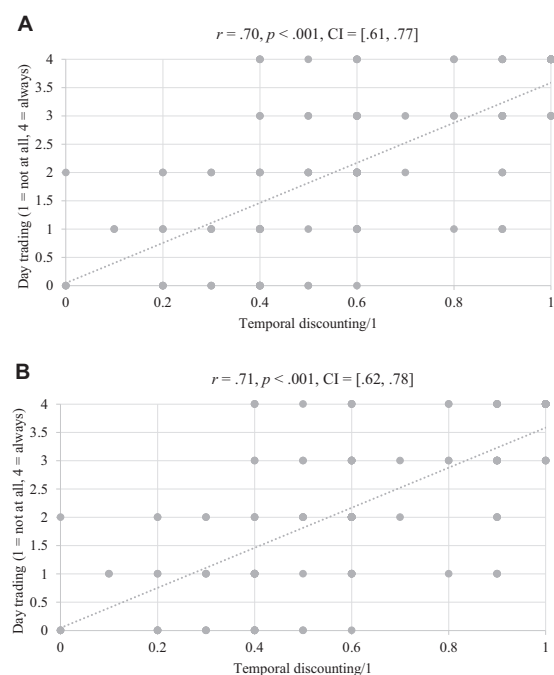 A
r = .70, p < .001, CI = [.61, .77]
Day trading (1 = not at all, 4 = always)
4
3.5
3
2.5
2
1.5
1
0.5
0
0 0.2 0.4 0.6 0.8 1
Temporal discounting/1
B
r = .71, p < .001, CI = [.62, .78]
Day trading (1 = not at all, 4 = always)
4
3.5
3
2.5
2
1.5
1
0.5
0
0 0.2 0.4 0.6 0.8 1
Temporal discounting/1